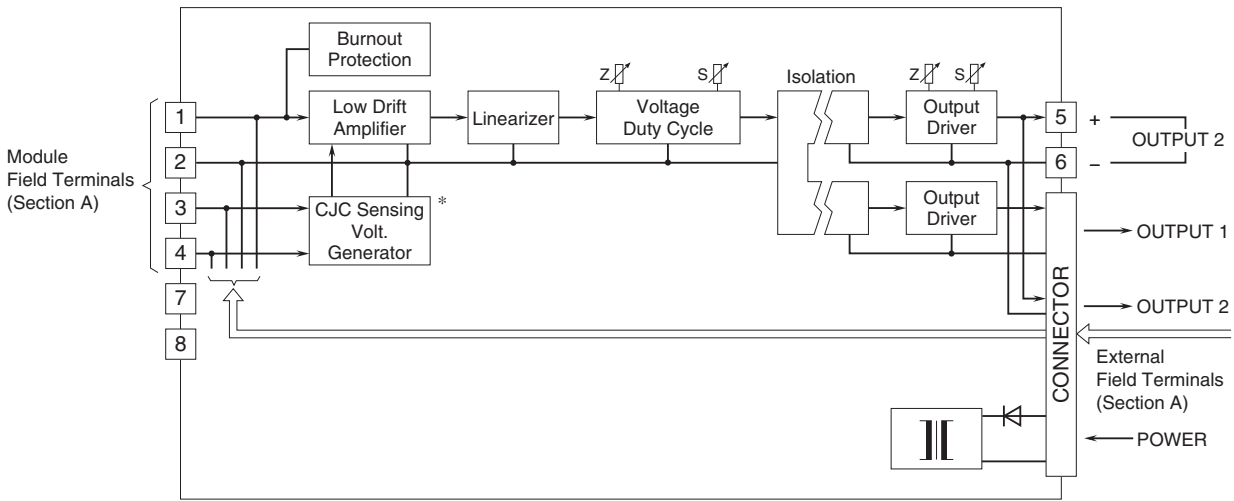 Burnout
Protection
Z
S
Isolation
Z
S
1
Low Drift
Amplifier
Linearizer
Voltage
Duty Cycle
Output
Driver
5
+
OUTPUT 2
Module
Field Terminals
(Section A)
2
6
−
3
CJC Sensing
Volt.
Generator
*
Output
Driver
4
OUTPUT 1
7
OUTPUT 2
8
CONNECTOR
External
Field Terminals
(Section A)
POWER